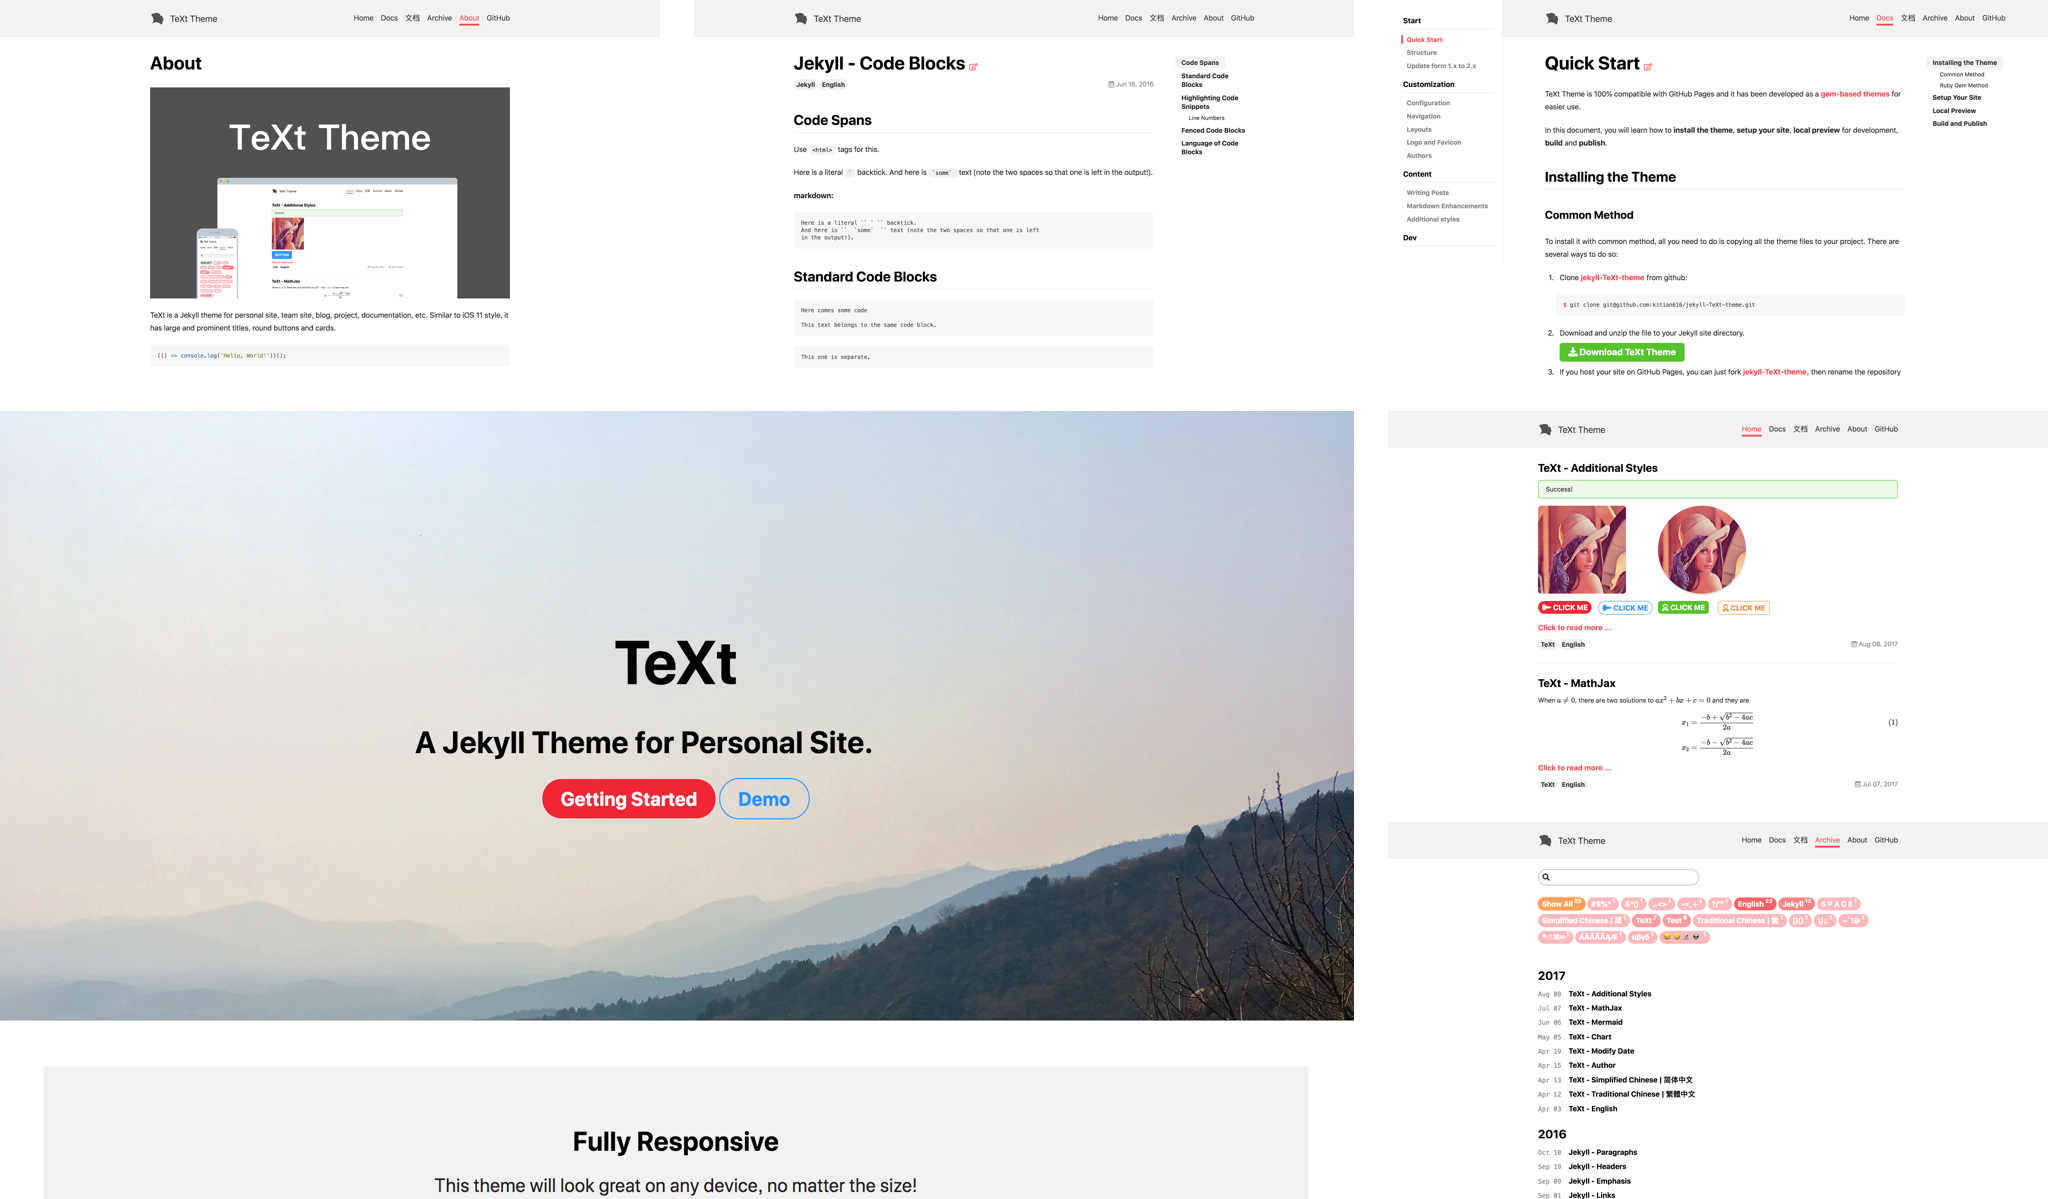 TeXt Theme
Home Docs 文档 Archive About GitHub
About
TeXt Theme
TeXt is a Jekyll theme for personal site, team site, blog, project, documentation, etc. Similar to iOS 11 style, it
has large and prominent titles, round buttons and cards.
(() => console.log('Hello, World!'))();
TeXt Theme
Home Docs 文档 Archive About GitHub
Jekyll - Code Blocks
Jekyll English
Jun 16, 2016
Code Spans
Use <html> tags for this.
Here is a literal ` backtick. And here is `some` text (note the two spaces so that one is left in the output!).
markdown:
Here is a literal `` ` `` backtick.
And here is `` `some` `` text (note the two spaces so that one is left
in the output!).
Standard Code Blocks
Here comes some code
This text belongs to the same code block.
This one is separate.
Code Spans
Standard Code
Blocks
Highlighting Code
Snippets
Line Numbers
Fenced Code Blocks
Language of Code
Blocks
Start
Quick Start
Structure
Update form 1.x to 2.x
Customization
Configuration
Navigation
Layouts
Logo and Favicon
Authors
Content
Writing Posts
Markdown Enhancements
Additional styles
Dev
TeXt Theme
Home Docs 文档 Archive About GitHub
Quick Start
TeXt Theme is 100% compatible with GitHub Pages and it has been developed as a gem-based themes for
easier use.
In this document, you will learn how to install the theme, setup your site, local preview for development,
build and publish.
Installing the Theme
Common Method
To install it with common method, all you need to do is copying all the theme files to your project. There are
several ways to do so:
1. Clone jekyll-TeXt-theme from github:
$ git clone git@github.com:kitian616/jekyll-TeXt-theme.git
2. Download and unzip the file to your Jekyll site directory.
Download TeXt Theme
3. If you host your site on GitHub Pages, you can just fork jekyll-TeXt-theme, then rename the repository
Installing the Theme
Common Method
Ruby Gem Method
Setup Your Site
Local Preview
Build and Publish
TeXt
A Jekyll Theme for Personal Site.
Getting Started Demo
Fully Responsive
This theme will look great on any device, no matter the size!
TeXt Theme
Home Docs 文档 Archive About GitHub
TeXt - Additional Styles
Success!
CLICK ME CLICK ME CLICK ME CLICK ME
Click to read more ...
TeXt English
Aug 08, 2017
TeXt - MathJax
When a ≠ 0, there are two solutions to ax² + bx + c = 0 and they are
x₁ = (−b + √(b² − 4ac)) / 2a (1)
x₂ = (−b − √(b² − 4ac)) / 2a
Click to read more ...
TeXt English
Jul 07, 2017
TeXt Theme
Home Docs 文档 Archive About GitHub
Show All English 23 Jekyll 12 S P A C E 1
Simplified Chinese | 简 1 TeXt Test Traditional Chinese | 繁 1
αβγδ
2017
Aug 08 TeXt - Additional Styles
Jul 07 TeXt - MathJax
Jun 06 TeXt - Mermaid
May 05 TeXt - Chart
Apr 19 TeXt - Modify Date
Apr 15 TeXt - Author
Apr 13 TeXt - Simplified Chinese | 简体中文
Apr 12 TeXt - Traditional Chinese | 繁體中文
Apr 03 TeXt - English
2016
Oct 10 Jekyll - Paragraphs
Sep 19 Jekyll - Headers
Sep 09 Jekyll - Emphasis
Sep 01 Jekyll - Links